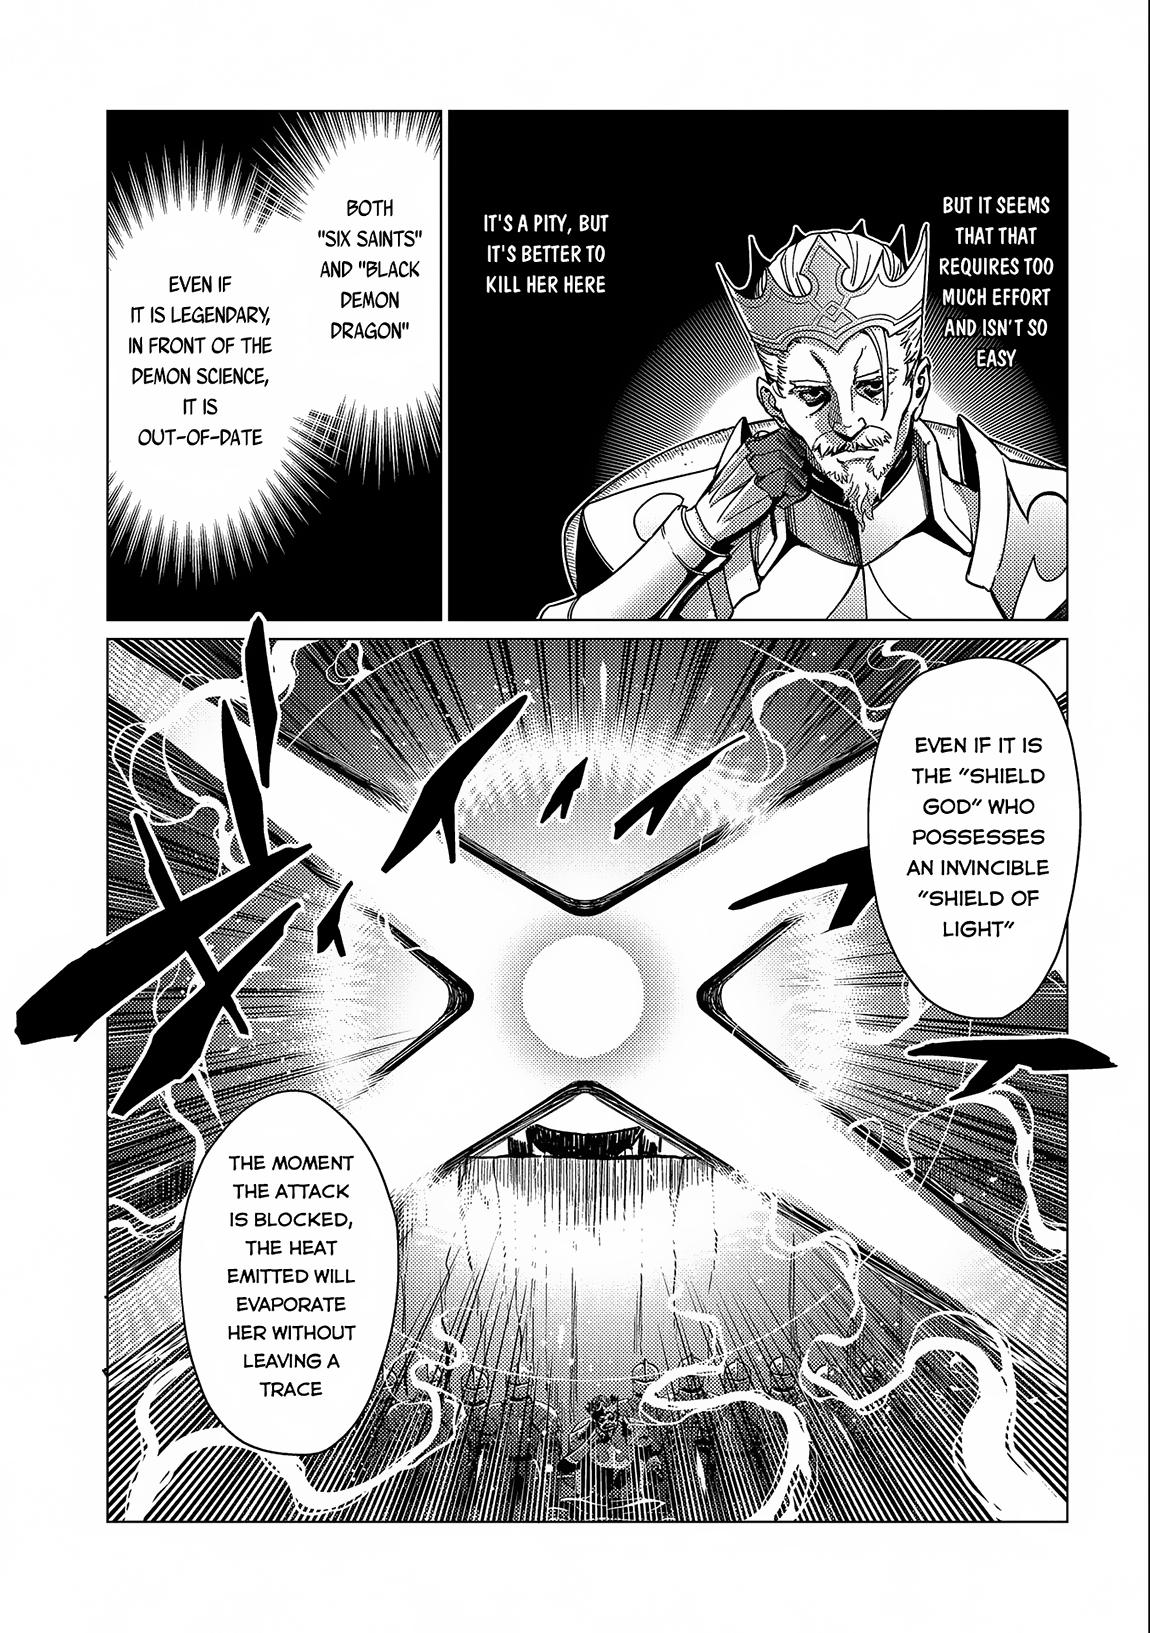 BUT IT SEEMS
THAT THAT
REQUIRES TOO
MUCH EFFORT
AND ISN'T SO
EASY
IT'S A PITY, BUT
IT'S BETTER TO
KILL HER HERE
BOTH
"SIX SAINTS"
AND "BLACK
DEMON
DRAGON"
EVEN IF
IT IS LEGENDARY,
IN FRONT OF THE
DEMON SCIENCE,
IT IS
OUT-OF-DATE
EVEN IF IT IS
THE "SHIELD
GOD" WHO
POSSESSES
AN INVINCIBLE
"SHIELD OF
LIGHT"
THE MOMENT
THE ATTACK
IS BLOCKED,
THE HEAT
EMITTED WILL
EVAPORATE
HER WITHOUT
LEAVING A
TRACE